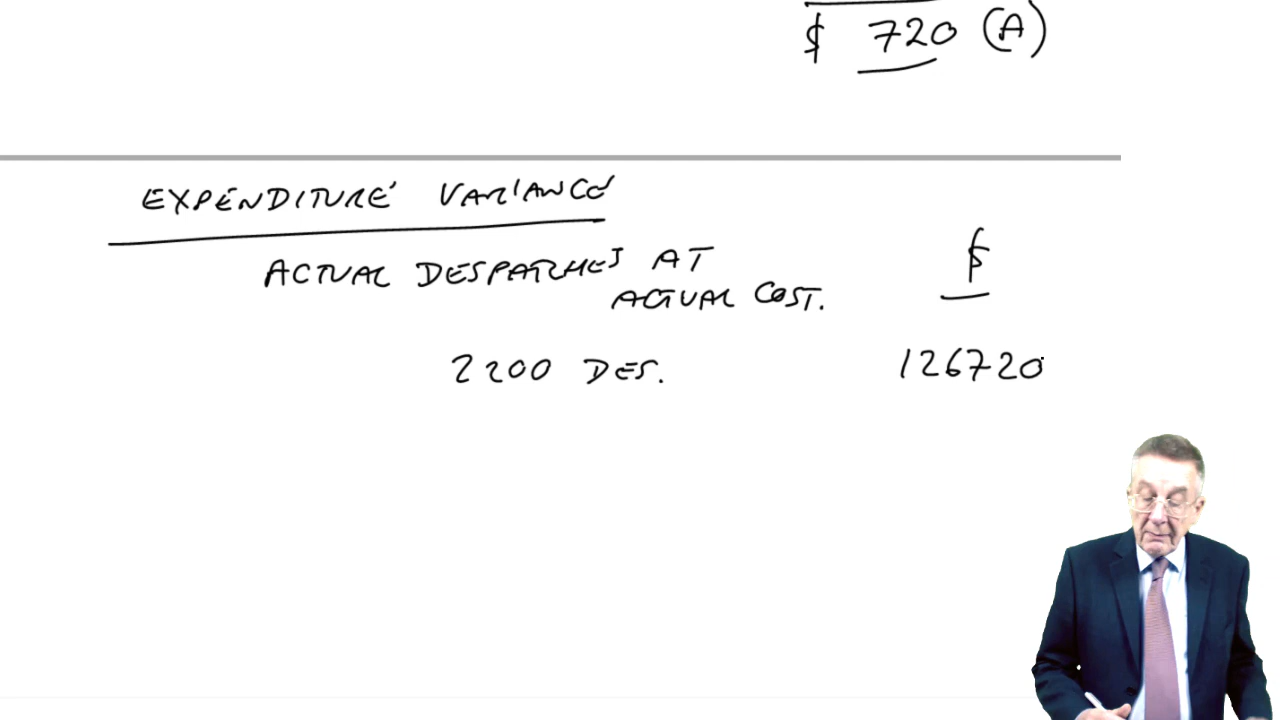 $ 720 (A)
EXPENDITURE VARIANCE
ACTUAL DESPATCHES AT $
ACTUAL COST.
2200 DES. 126720